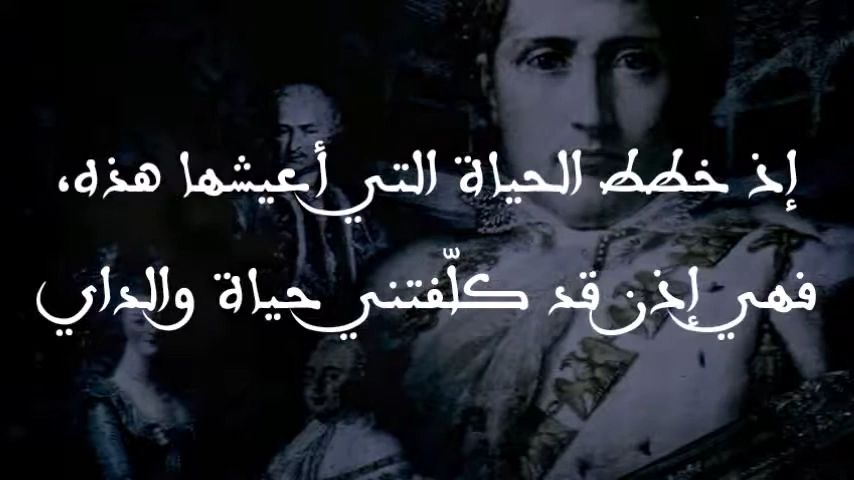 إذ خطط الحياة التي أعيشها هذه،
فهي إذن قد كلّفتني حياة والداي